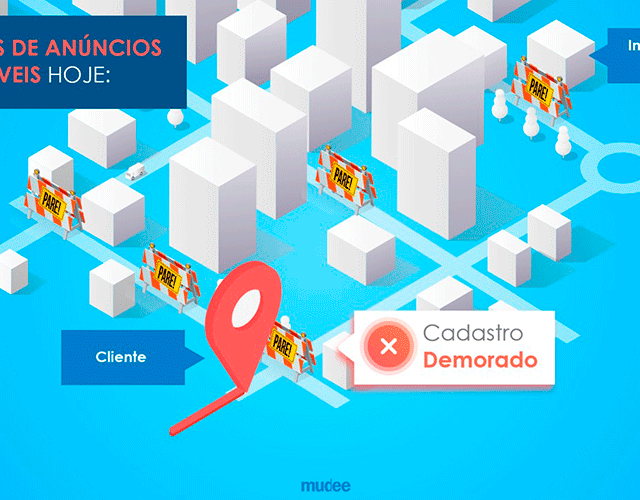 S DE ANÚNCIOS
VEIS HOJE:
In
PARE!
PARE!
PARE!
PARE!
PARE!
Cliente
Cadastro
Demorado
mudee